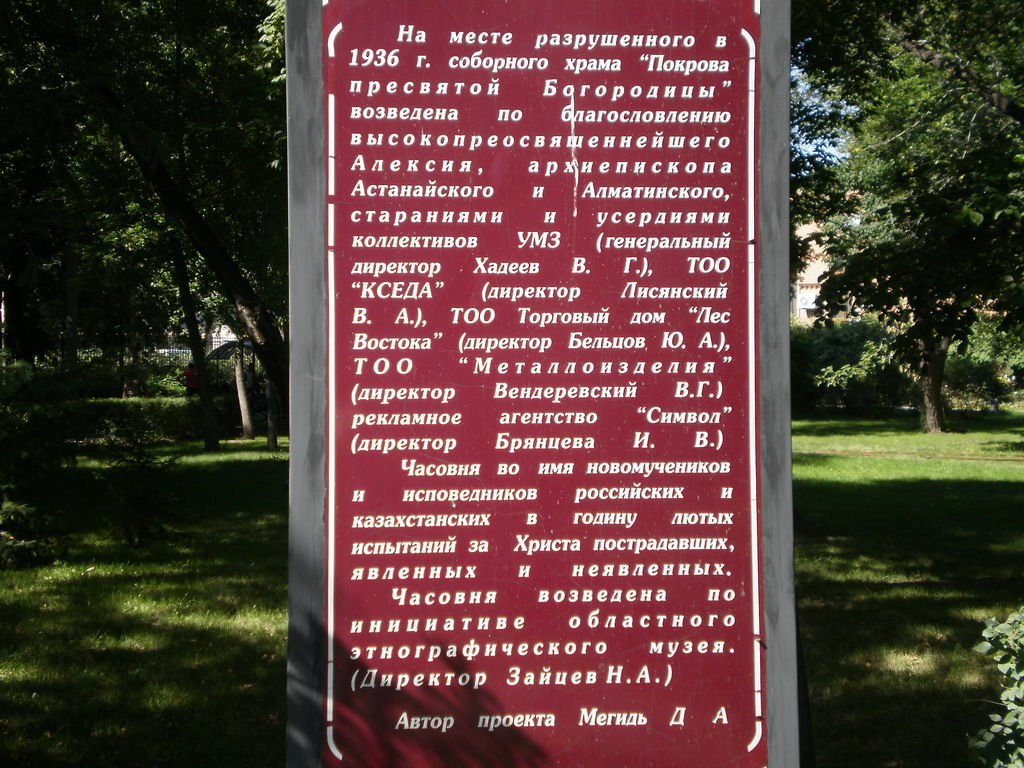 На месте разрушенного в
1936 г. соборного храма “Покрова
пресвятой Богородицы”
возведена по благословлению
высокопреосвященнейшего
Алексия, архиепископа
Астанайского и Алматинского,
стараниями и усердиями
коллективов УМЗ (генеральный
директор Хадеев В. Г.), ТОО
“КСЕДА” (директор Лисянский
В. А.), ТОО Торговый дом “Лес
Востока” (директор Бельцов Ю. А.),
ТОО “Металлоизделия”
(директор Вендеревский В.Г.)
рекламное агентство “Символ”
(директор Брянцева И. В.)
Часовня во имя новомучеников
и исповедников российских и
казахстанских в годину лютых
испытаний за Христа пострадавших,
явленных и неявленных.
Часовня возведена по
инициативе областного
этнографического музея.
(Директор Зайцев Н.А.)
Автор проекта Мегидь Д А